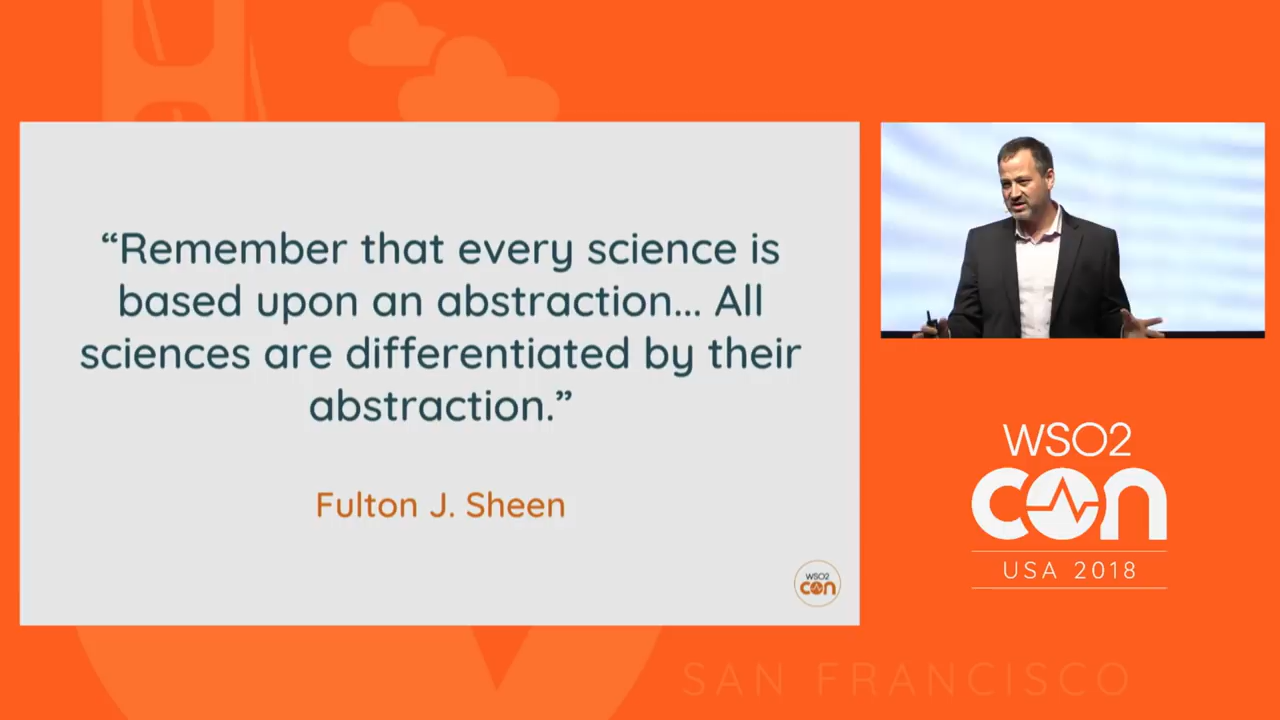 “Remember that every science is
based upon an abstraction... All
sciences are differentiated by their
abstraction.”
Fulton J. Sheen
WSO2
con
WSO2
con
USA 2018
SAN FRANCISCO